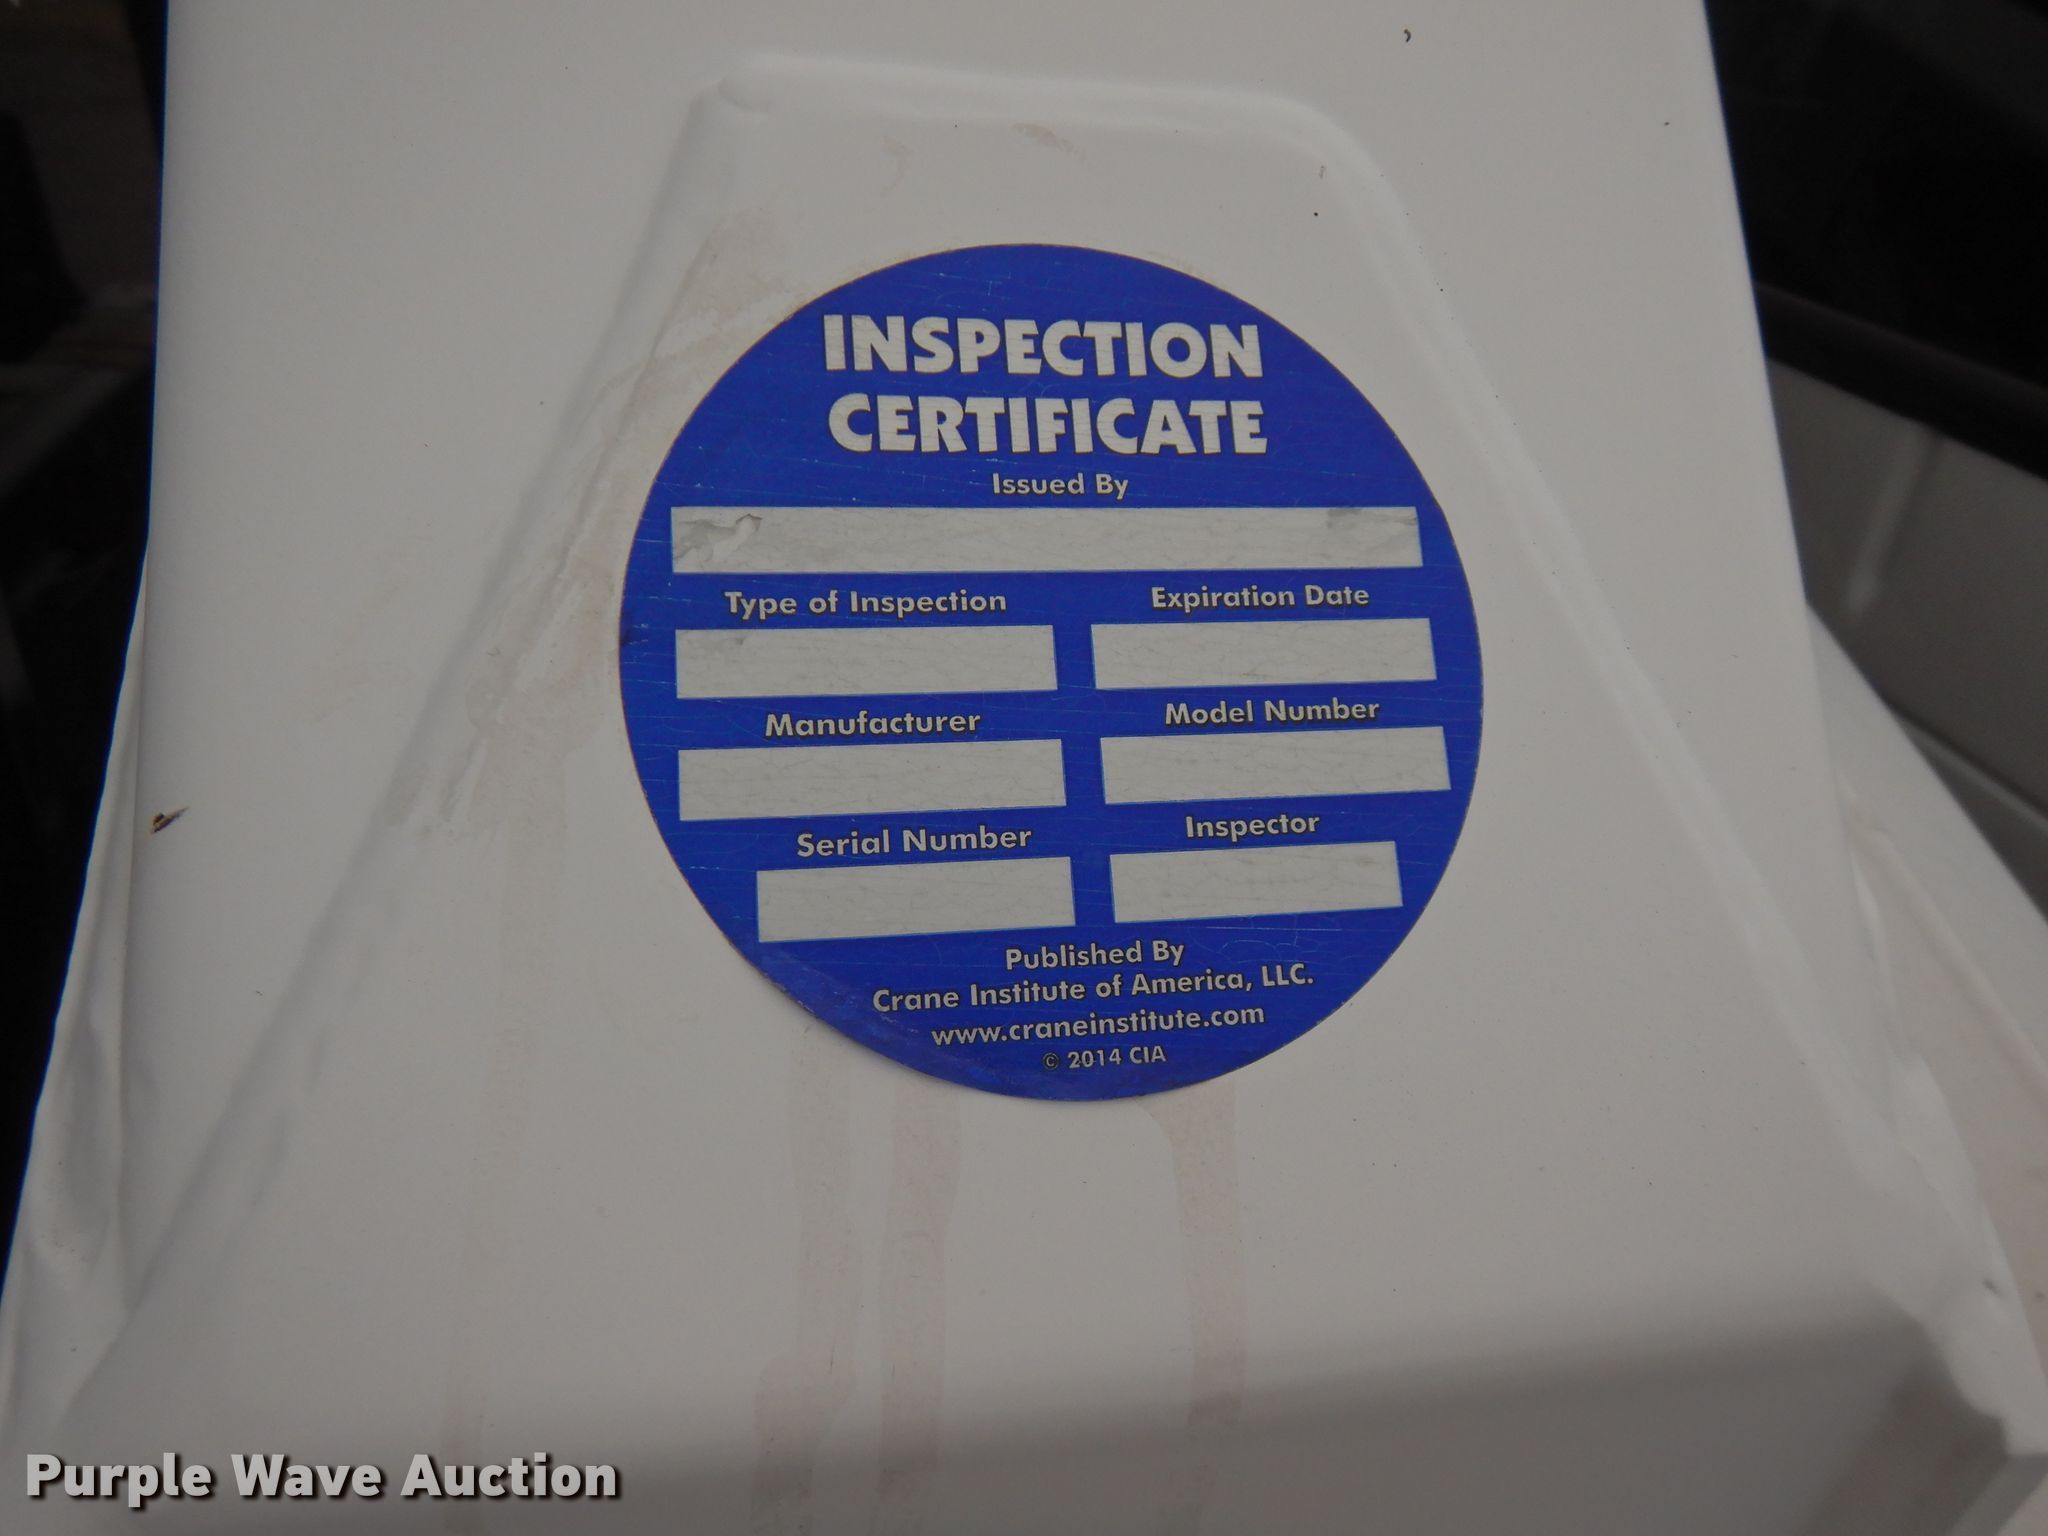 INSPECTION
CERTIFICATE
Issued By
Type of Inspection
Expiration Date
Manufacturer
Model Number
Serial Number
Inspector
Published By
Crane Institute of America, LLC.
www.craneinstitute.com
© 2014 CIA
Purple Wave Auction